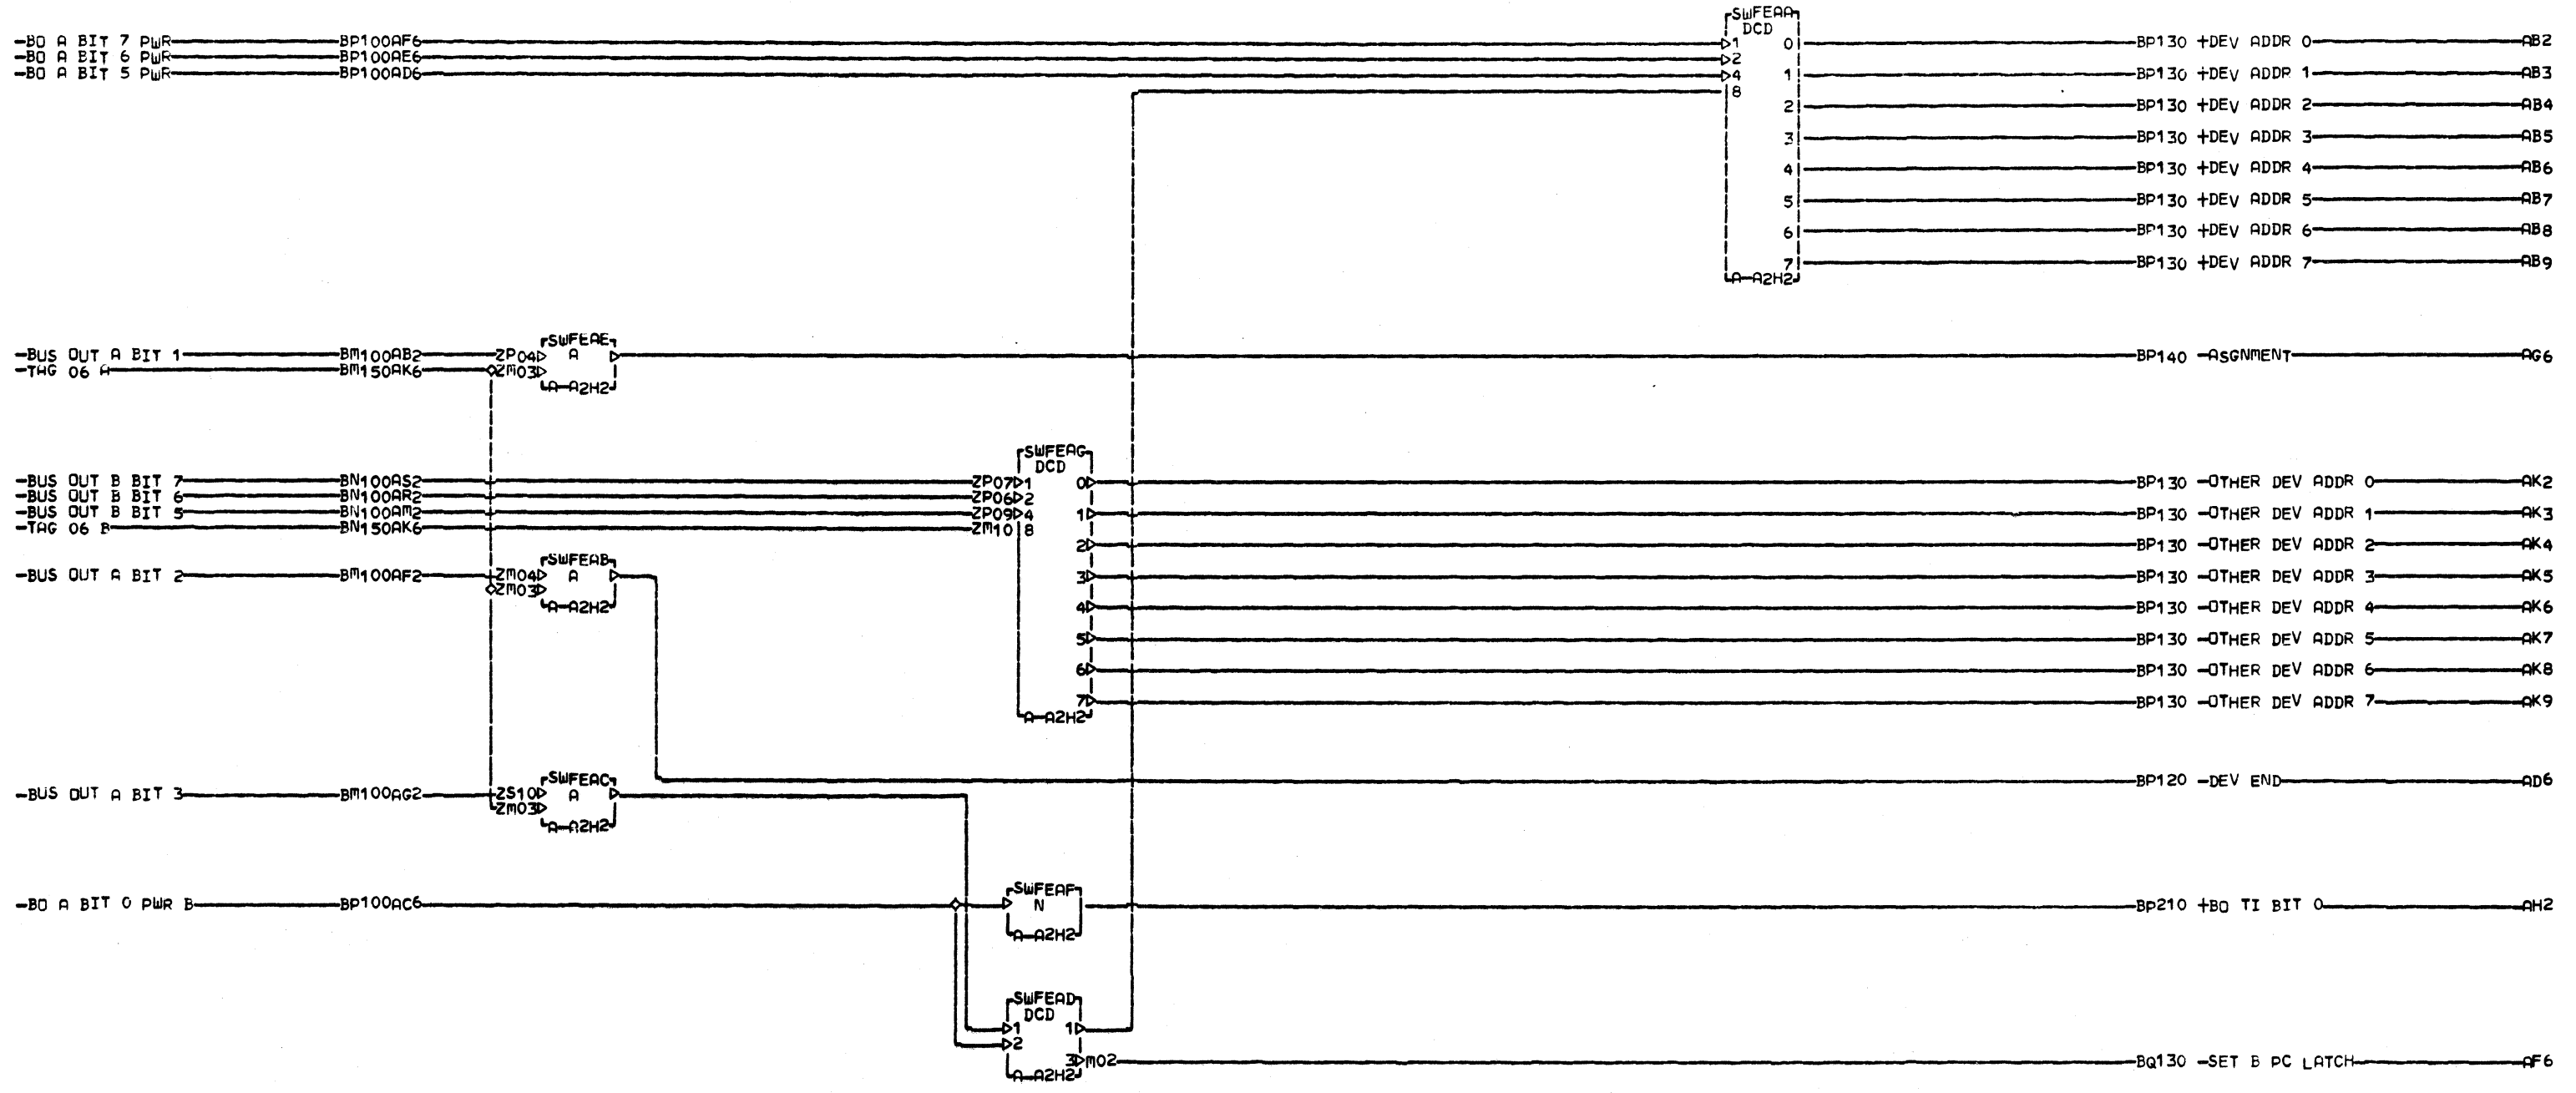 SWFEAA
DCD
-BO A BIT 7 PWR BP100AF6 1 0 BP130 +DEV ADDR 0 AB2
-BO A BIT 6 PWR BP100AE6 2
-BO A BIT 5 PWR BP100AD6 4 1 BP130 +DEV ADDR 1 AB3
8
2 BP130 +DEV ADDR 2 AB4
3 BP130 +DEV ADDR 3 AB5
4 BP130 +DEV ADDR 4 AB6
5 BP130 +DEV ADDR 5 AB7
6 BP130 +DEV ADDR 6 AB8
7 BP130 +DEV ADDR 7 AB9
A-A2H2
SWFEAE
-BUS OUT A BIT 1 BM100AB2 ZP04 A BP140 -ASGNMENT AG6
-TAG 06 A BM150AK6 ZM03
A-A2H2
SWFEAG
DCD
-BUS OUT B BIT 7 BN100AS2 ZP07 1 0 BP130 -OTHER DEV ADDR 0 AK2
-BUS OUT B BIT 6 BN100AR2 ZP06 2
-BUS OUT B BIT 5 BN100AM2 ZP09 4 1 BP130 -OTHER DEV ADDR 1 AK3
-TAG 06 B BN150AK6 ZM10 8
2 BP130 -OTHER DEV ADDR 2 AK4
SWFEAB
-BUS OUT A BIT 2 BM100AF2 ZM04 A 3 BP130 -OTHER DEV ADDR 3 AK5
ZM03
A-A2H2 4 BP130 -OTHER DEV ADDR 4 AK6
5 BP130 -OTHER DEV ADDR 5 AK7
6 BP130 -OTHER DEV ADDR 6 AK8
7 BP130 -OTHER DEV ADDR 7 AK9
A-A2H2
SWFEAC
BP120 -DEV END AD6
-BUS OUT A BIT 3 BM100AG2 ZS10 A
ZM03
A-A2H2
SWFEAF
-BO A BIT 0 PWR B BP100AC6 N BP210 +BO TI BIT 0 AH2
A-A2H2
SWFEAD
DCD
1 1
2
3 M02 BQ130 -SET B PC LATCH AF6
A-A2H2